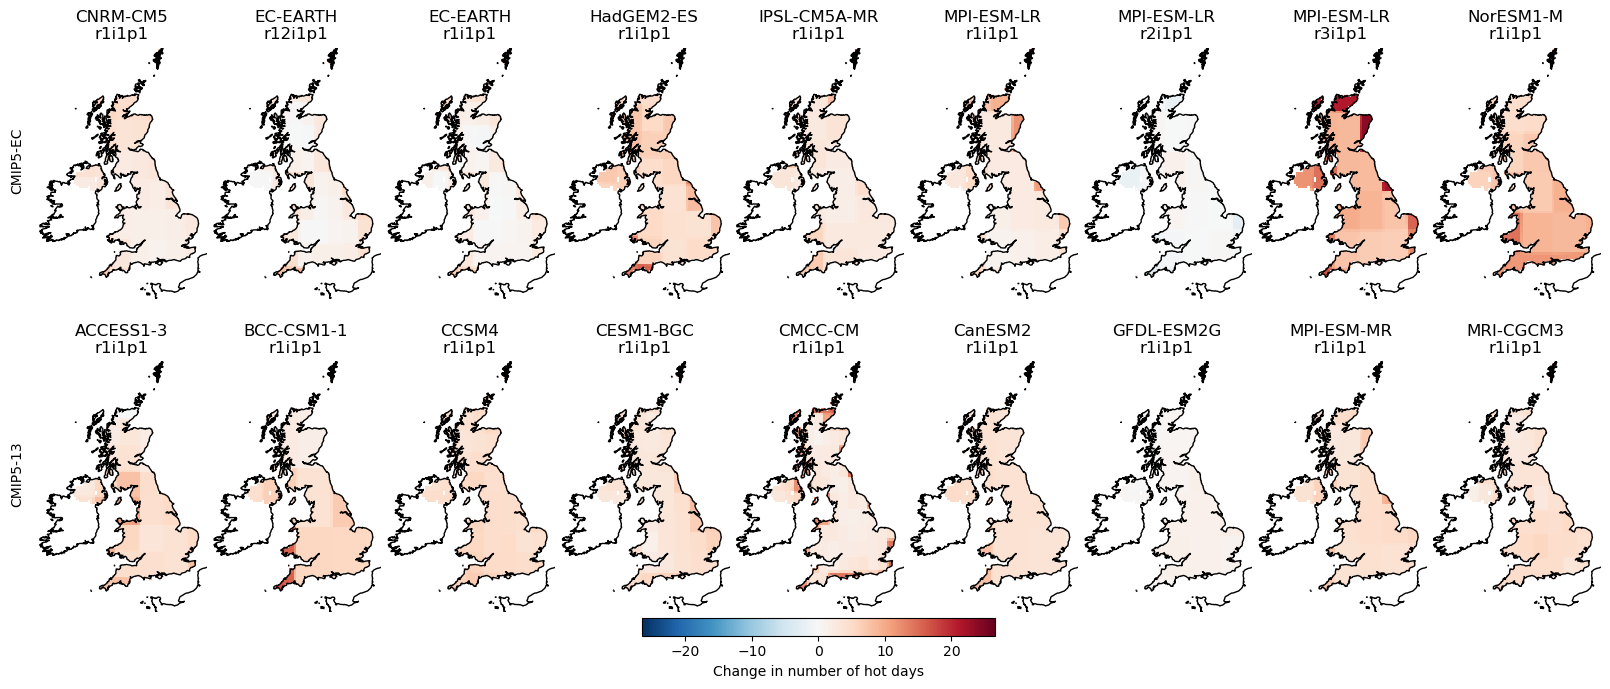 CNRM-CM5
r1i1p1
EC-EARTH
r12i1p1
EC-EARTH
r1i1p1
HadGEM2-ES
r1i1p1
IPSL-CM5A-MR
r1i1p1
MPI-ESM-LR
r1i1p1
MPI-ESM-LR
r2i1p1
MPI-ESM-LR
r3i1p1
NorESM1-M
r1i1p1
CMIP5-EC
ACCESS1-3
r1i1p1
BCC-CSM1-1
r1i1p1
CCSM4
r1i1p1
CESM1-BGC
r1i1p1
CMCC-CM
r1i1p1
CanESM2
r1i1p1
GFDL-ESM2G
r1i1p1
MPI-ESM-MR
r1i1p1
MRI-CGCM3
r1i1p1
CMIP5-13
−20 −10 0 10 20
Change in number of hot days